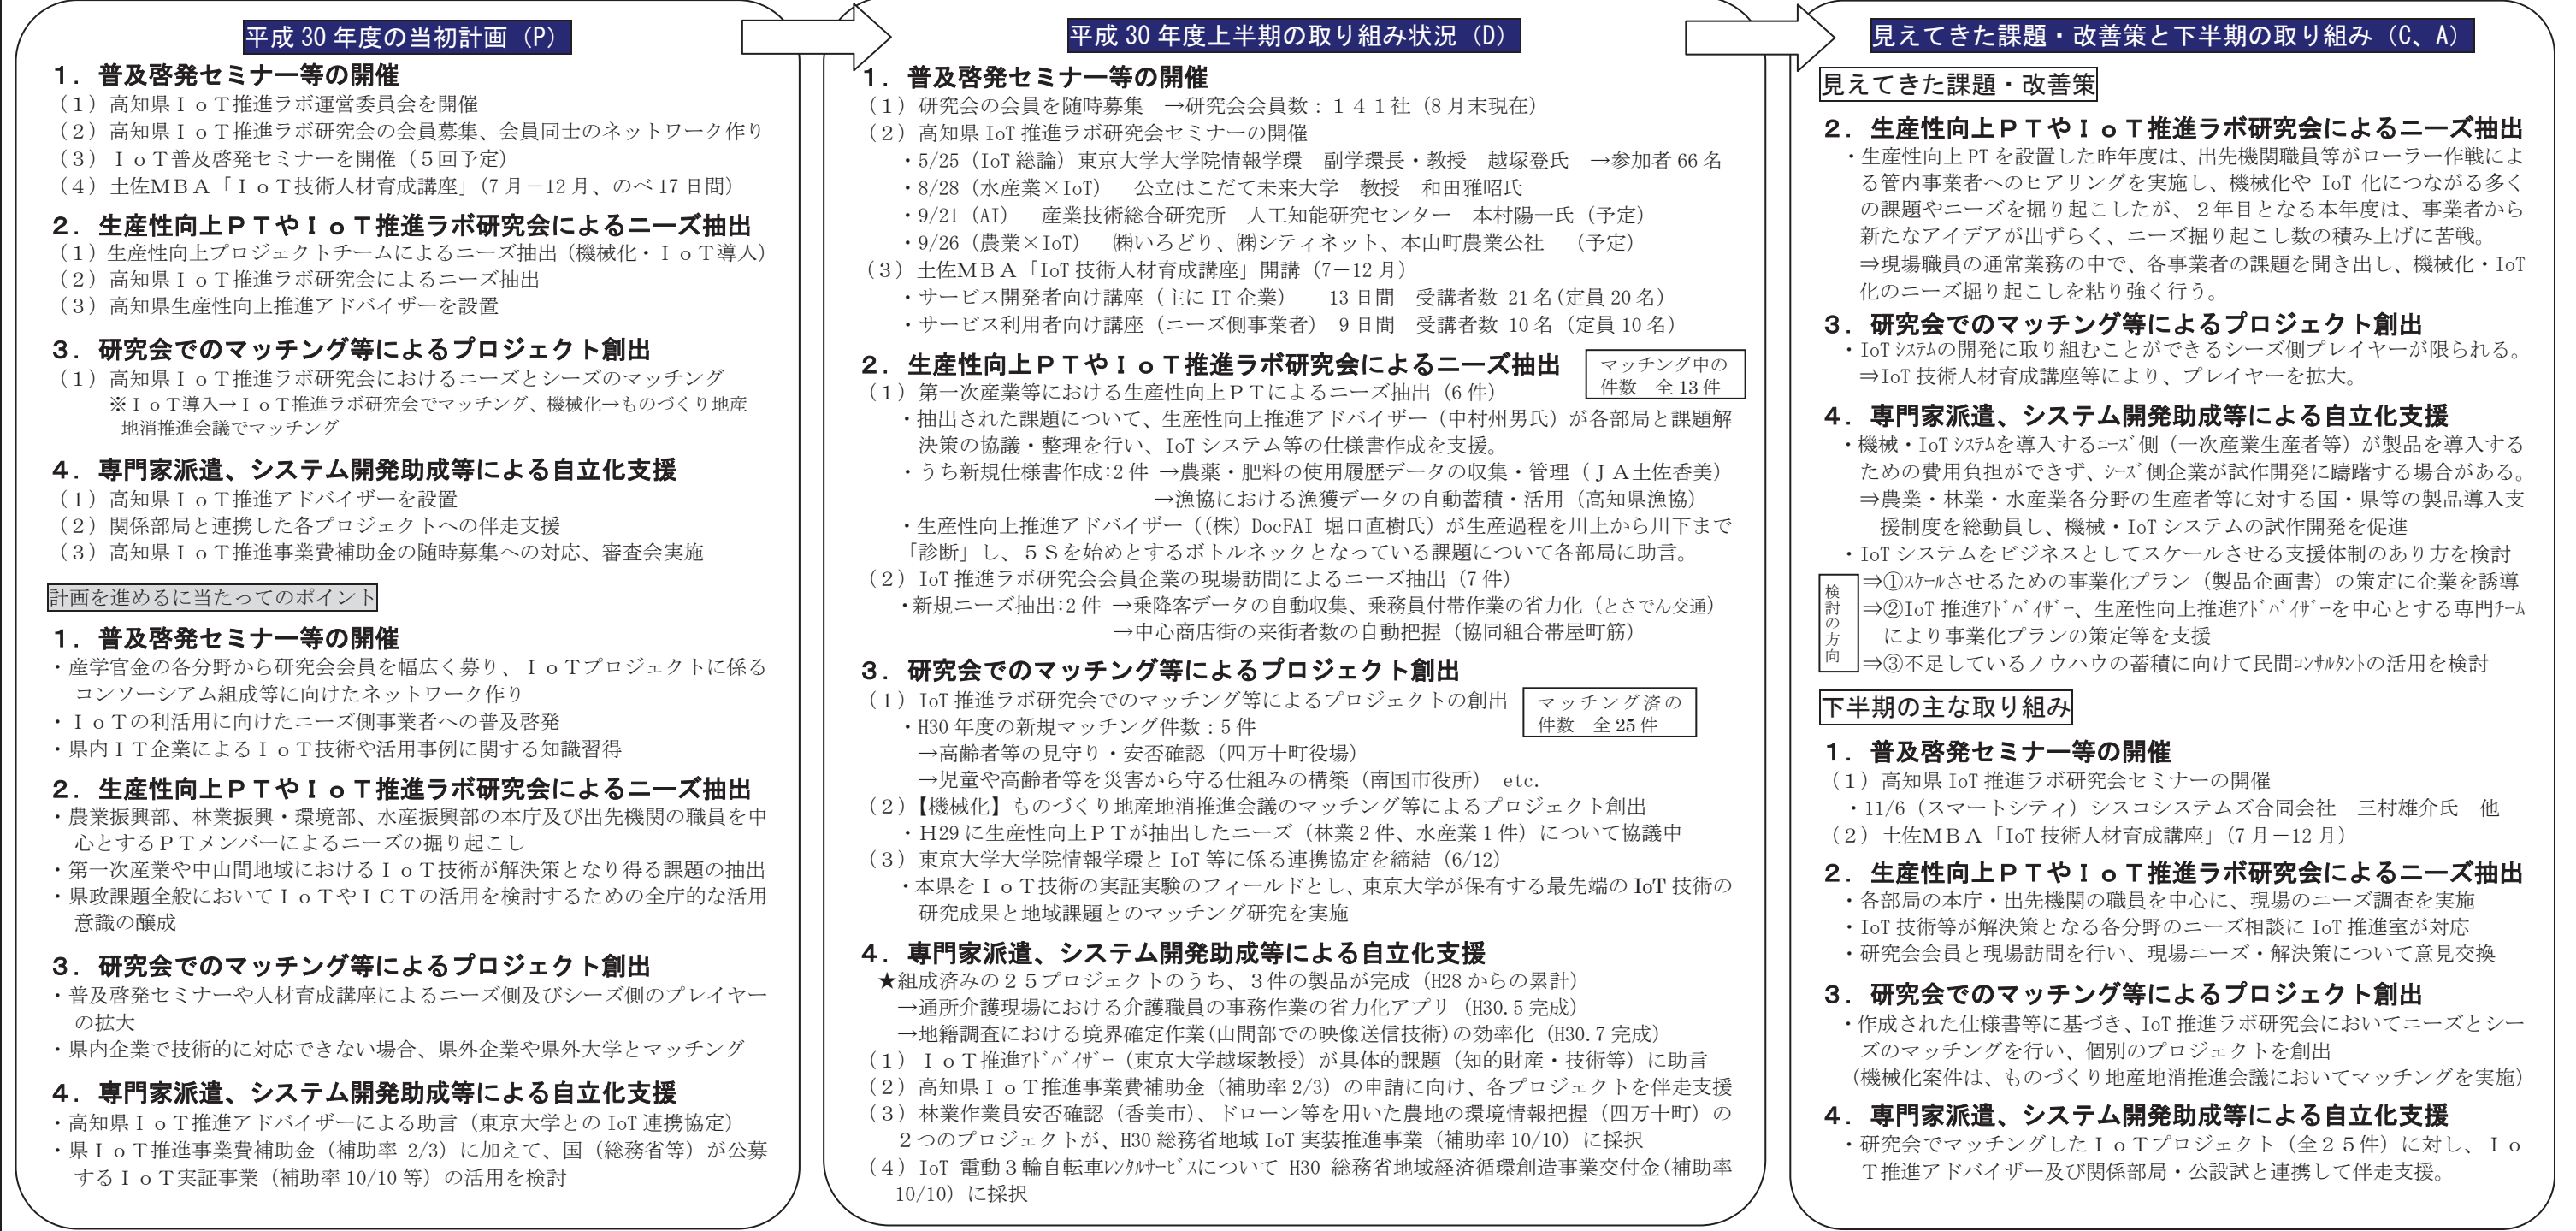 平成 30 年度の当初計画（P）
1．普及啓発セミナー等の開催
（1）高知県ＩｏＴ推進ラボ運営委員会を開催
（2）高知県ＩｏＴ推進ラボ研究会の会員募集、会員同士のネットワーク作り
（3）ＩｏＴ普及啓発セミナーを開催（５回予定）
（4）土佐ＭＢＡ「ＩｏＴ技術人材育成講座」（7 月－12 月、のべ 17 日間）
2．生産性向上ＰＴやＩｏＴ推進ラボ研究会によるニーズ抽出
（1）生産性向上プロジェクトチームによるニーズ抽出（機械化・ＩｏＴ導入）
（2）高知県ＩｏＴ推進ラボ研究会によるニーズ抽出
（3）高知県生産性向上推進アドバイザーを設置
3．研究会でのマッチング等によるプロジェクト創出
（1）高知県ＩｏＴ推進ラボ研究会におけるニーズとシーズのマッチング
※ＩｏＴ導入→ＩｏＴ推進ラボ研究会でマッチング、機械化→ものづくり地産
地消推進会議でマッチング
4．専門家派遣、システム開発助成等による自立化支援
（1）高知県ＩｏＴ推進アドバイザーを設置
（2）関係部局と連携した各プロジェクトへの伴走支援
（3）高知県ＩｏＴ推進事業費補助金の随時募集への対応、審査会実施
計画を進めるに当たってのポイント
1．普及啓発セミナー等の開催
・産学官金の各分野から研究会会員を幅広く募り、ＩｏＴプロジェクトに係る
コンソーシアム組成等に向けたネットワーク作り
・ＩｏＴの利活用に向けたニーズ側事業者への普及啓発
・県内ＩＴ企業によるＩｏＴ技術や活用事例に関する知識習得
2．生産性向上ＰＴやＩｏＴ推進ラボ研究会によるニーズ抽出
・農業振興部、林業振興・環境部、水産振興部の本庁及び出先機関の職員を中
心とするＰＴメンバーによるニーズの掘り起こし
・第一次産業や中山間地域におけるＩｏＴ技術が解決策となり得る課題の抽出
・県政課題全般においてＩｏＴやＩＣＴの活用を検討するための全庁的な活用
意識の醸成
3．研究会でのマッチング等によるプロジェクト創出
・普及啓発セミナーや人材育成講座によるニーズ側及びシーズ側のプレイヤー
の拡大
・県内企業で技術的に対応できない場合、県外企業や県外大学とマッチング
4．専門家派遣、システム開発助成等による自立化支援
・高知県ＩｏＴ推進アドバイザーによる助言（東京大学との IoT 連携協定）
・県ＩｏＴ推進事業費補助金（補助率 2/3）に加えて、国（総務省等）が公募
するＩｏＴ実証事業（補助率 10/10 等）の活用を検討
平成 30 年度上半期の取り組み状況（D）
1．普及啓発セミナー等の開催
（1）研究会の会員を随時募集　→研究会会員数：１４１社（8 月末現在）
（2）高知県 IoT 推進ラボ研究会セミナーの開催
・5/25（IoT 総論）東京大学大学院情報学環　副学環長・教授　越塚登氏　→参加者 66 名
・8/28（水産業×IoT）　公立はこだて未来大学　教授　和田雅昭氏
・9/21（AI）　産業技術総合研究所　人工知能研究センター　本村陽一氏（予定）
・9/26（農業×IoT）　㈱いろどり、㈱シティネット、本山町農業公社　（予定）
（3）土佐ＭＢＡ「IoT 技術人材育成講座」開講（7－12 月）
・サービス開発者向け講座（主に IT 企業）　　13 日間　受講者数 21 名（定員 20 名）
・サービス利用者向け講座（ニーズ側事業者）　9 日間　受講者数 10 名（定員 10 名）
2．生産性向上ＰＴやＩｏＴ推進ラボ研究会によるニーズ抽出
マッチング中の
件数　全 13 件
（1）第一次産業等における生産性向上ＰＴによるニーズ抽出（6 件）
・抽出された課題について、生産性向上推進アドバイザー（中村州男氏）が各部局と課題解
決策の協議・整理を行い、IoT システム等の仕様書作成を支援。
・うち新規仕様書作成:2 件　→農薬・肥料の使用履歴データの収集・管理（ＪＡ土佐香美）
→漁協における漁獲データの自動蓄積・活用（高知県漁協）
・生産性向上推進アドバイザー（(株) DocFAI 堀口直樹氏）が生産過程を川上から川下まで
「診断」し、５Ｓを始めとするボトルネックとなっている課題について各部局に助言。
（2）IoT 推進ラボ研究会会員企業の現場訪問によるニーズ抽出（7 件）
・新規ニーズ抽出:2 件　→乗降客データの自動収集、乗務員付帯作業の省力化（とさでん交通）
→中心商店街の来街者数の自動把握（協同組合帯屋町筋）
3．研究会でのマッチング等によるプロジェクト創出
（1）IoT 推進ラボ研究会でのマッチング等によるプロジェクトの創出
マッチング済の
件数　全 25 件
・H30 年度の新規マッチング件数：5 件
→高齢者等の見守り・安否確認（四万十町役場）
→児童や高齢者等を災害から守る仕組みの構築（南国市役所）　etc.
（2）【機械化】ものづくり地産地消推進会議のマッチング等によるプロジェクト創出
・Ｈ29 に生産性向上ＰＴが抽出したニーズ（林業 2 件、水産業 1 件）について協議中
（3）東京大学大学院情報学環と IoT 等に係る連携協定を締結（6/12）
・本県をＩｏＴ技術の実証実験のフィールドとし、東京大学が保有する最先端の IoT 技術の
研究成果と地域課題とのマッチング研究を実施
4．専門家派遣、システム開発助成等による自立化支援
★組成済みの２５プロジェクトのうち、３件の製品が完成（H28 からの累計）
→通所介護現場における介護職員の事務作業の省力化アプリ（H30.5 完成）
→地籍調査における境界確定作業(山間部での映像送信技術)の効率化（H30.7 完成）
（1）ＩｏＴ推進ｱﾄﾞﾊﾞｲｻﾞｰ（東京大学越塚教授）が具体的課題（知的財産・技術等）に助言
（2）高知県ＩｏＴ推進事業費補助金（補助率 2/3）の申請に向け、各プロジェクトを伴走支援
（3）林業作業員安否確認（香美市）、ドローン等を用いた農地の環境情報把握（四万十町）の
２つのプロジェクトが、H30 総務省地域 IoT 実装推進事業（補助率 10/10）に採択
（4）IoT 電動３輪自転車ﾚﾝﾀﾙｻｰﾋﾞｽについて H30 総務省地域経済循環創造事業交付金(補助率
10/10）に採択
見えてきた課題・改善策と下半期の取り組み（C、A）
見えてきた課題・改善策
2．生産性向上ＰＴやＩｏＴ推進ラボ研究会によるニーズ抽出
・生産性向上 PT を設置した昨年度は、出先機関職員等がローラー作戦によ
る管内事業者へのヒアリングを実施し、機械化や IoT 化につながる多く
の課題やニーズを掘り起こしたが、２年目となる本年度は、事業者から
新たなアイデアが出ずらく、ニーズ掘り起こし数の積み上げに苦戦。
⇒現場職員の通常業務の中で、各事業者の課題を聞き出し、機械化・IoT
化のニーズ掘り起こしを粘り強く行う。
3．研究会でのマッチング等によるプロジェクト創出
・IoT ｼｽﾃﾑの開発に取り組むことができるシーズ側プレイヤーが限られる。
⇒IoT 技術人材育成講座等により、プレイヤーを拡大。
4．専門家派遣、システム開発助成等による自立化支援
・機械・IoT ｼｽﾃﾑを導入するﾆｰｽﾞ側（一次産業生産者等）が製品を導入する
ための費用負担ができず、ｼｰｽﾞ側企業が試作開発に躊躇する場合がある。
⇒農業・林業・水産業各分野の生産者等に対する国・県等の製品導入支
援制度を総動員し、機械・IoT システムの試作開発を促進
・IoT システムをビジネスとしてスケールさせる支援体制のあり方を検討
検討の方向
⇒①ｽｹｰﾙさせるための事業化プラン（製品企画書）の策定に企業を誘導
⇒②IoT 推進ｱﾄﾞﾊﾞｲｻﾞｰ、生産性向上推進ｱﾄﾞﾊﾞｲｻﾞｰを中心とする専門ﾁｰﾑ
により事業化プランの策定等を支援
⇒③不足しているノウハウの蓄積に向けて民間ｺﾝｻﾙﾀﾝﾄの活用を検討
下半期の主な取り組み
1．普及啓発セミナー等の開催
（1）高知県 IoT 推進ラボ研究会セミナーの開催
・11/6（スマートシティ）シスコシステムズ合同会社　三村雄介氏　他
（2）土佐ＭＢＡ「IoT 技術人材育成講座」（7 月－12 月）
2．生産性向上ＰＴやＩｏＴ推進ラボ研究会によるニーズ抽出
・各部局の本庁・出先機関の職員を中心に、現場のニーズ調査を実施
・IoT 技術等が解決策となる各分野のニーズ相談に IoT 推進室が対応
・研究会会員と現場訪問を行い、現場ニーズ・解決策について意見交換
3．研究会でのマッチング等によるプロジェクト創出
・作成された仕様書等に基づき、IoT 推進ラボ研究会においてニーズとシー
ズのマッチングを行い、個別のプロジェクトを創出
（機械化案件は、ものづくり地産地消推進会議においてマッチングを実施）
4．専門家派遣、システム開発助成等による自立化支援
・研究会でマッチングしたＩｏＴプロジェクト（全２５件）に対し、Ｉｏ
Ｔ推進アドバイザー及び関係部局・公設試と連携して伴走支援。